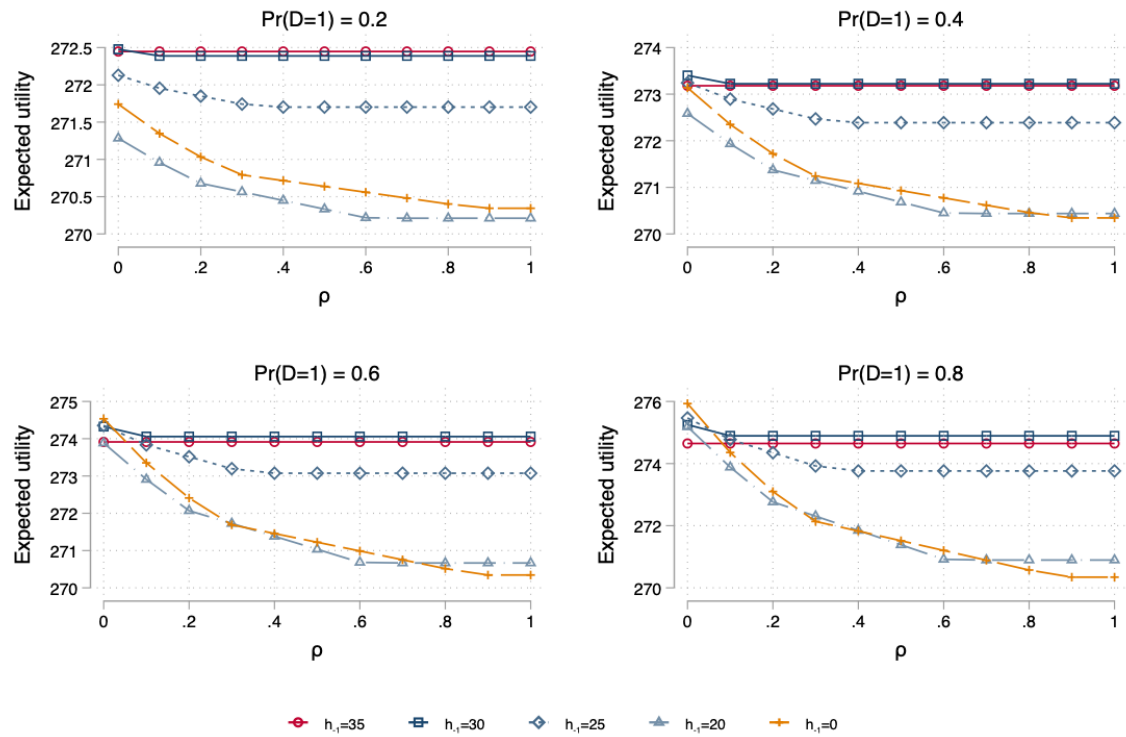 Pr(D=1) = 0.2
Expected utility
272.5
272
271.5
271
270.5
270
0 .2 .4 .6 .8 1
ρ
Pr(D=1) = 0.4
Expected utility
274
273
272
271
270
0 .2 .4 .6 .8 1
ρ
Pr(D=1) = 0.6
Expected utility
275
274
273
272
271
270
0 .2 .4 .6 .8 1
ρ
Pr(D=1) = 0.8
Expected utility
276
274
272
270
0 .2 .4 .6 .8 1
ρ
h₋₁=35 h₋₁=30 h₋₁=25 h₋₁=20 h₋₁=0